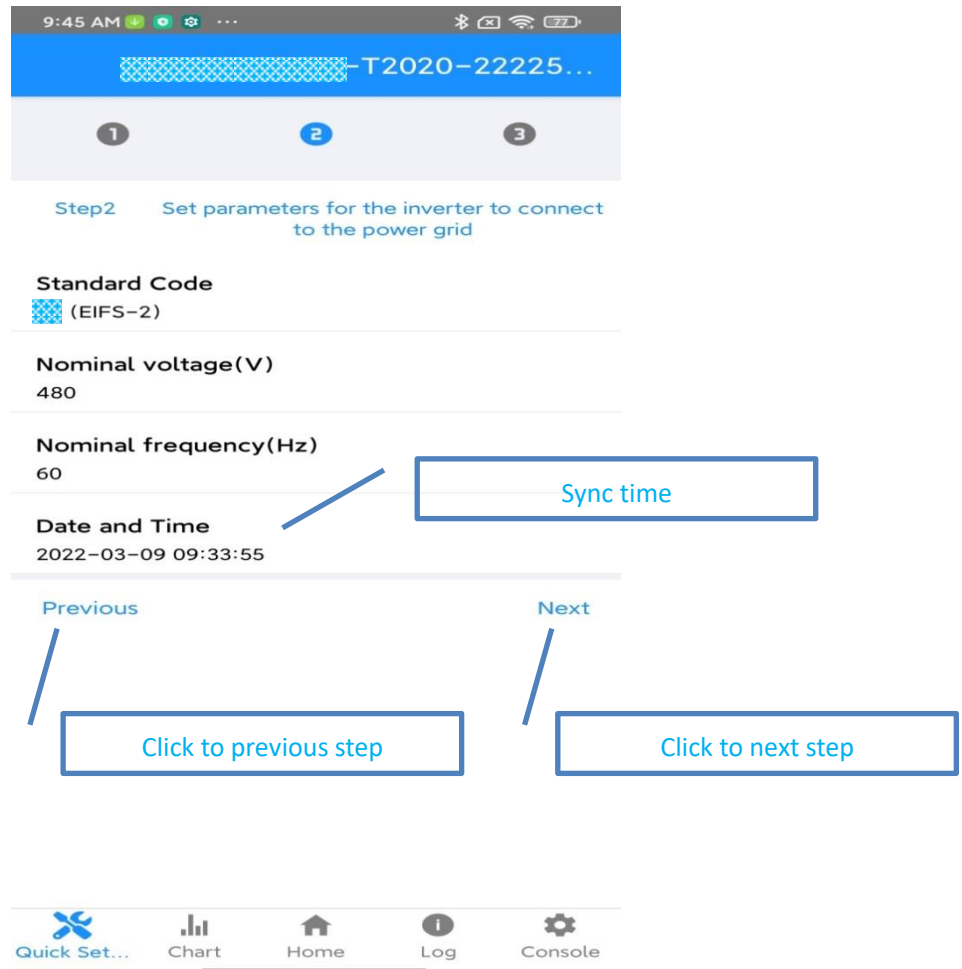 9:45 AM
77
-T2020-22225...
1 2 3
Step2 Set parameters for the inverter to connect
to the power grid
Standard Code
(EIFS-2)
Nominal voltage(V)
480
Nominal frequency(Hz)
60
Sync time
Date and Time
2022-03-09 09:33:55
Previous Next
Click to previous step Click to next step
Quick Set... Chart Home Log Console